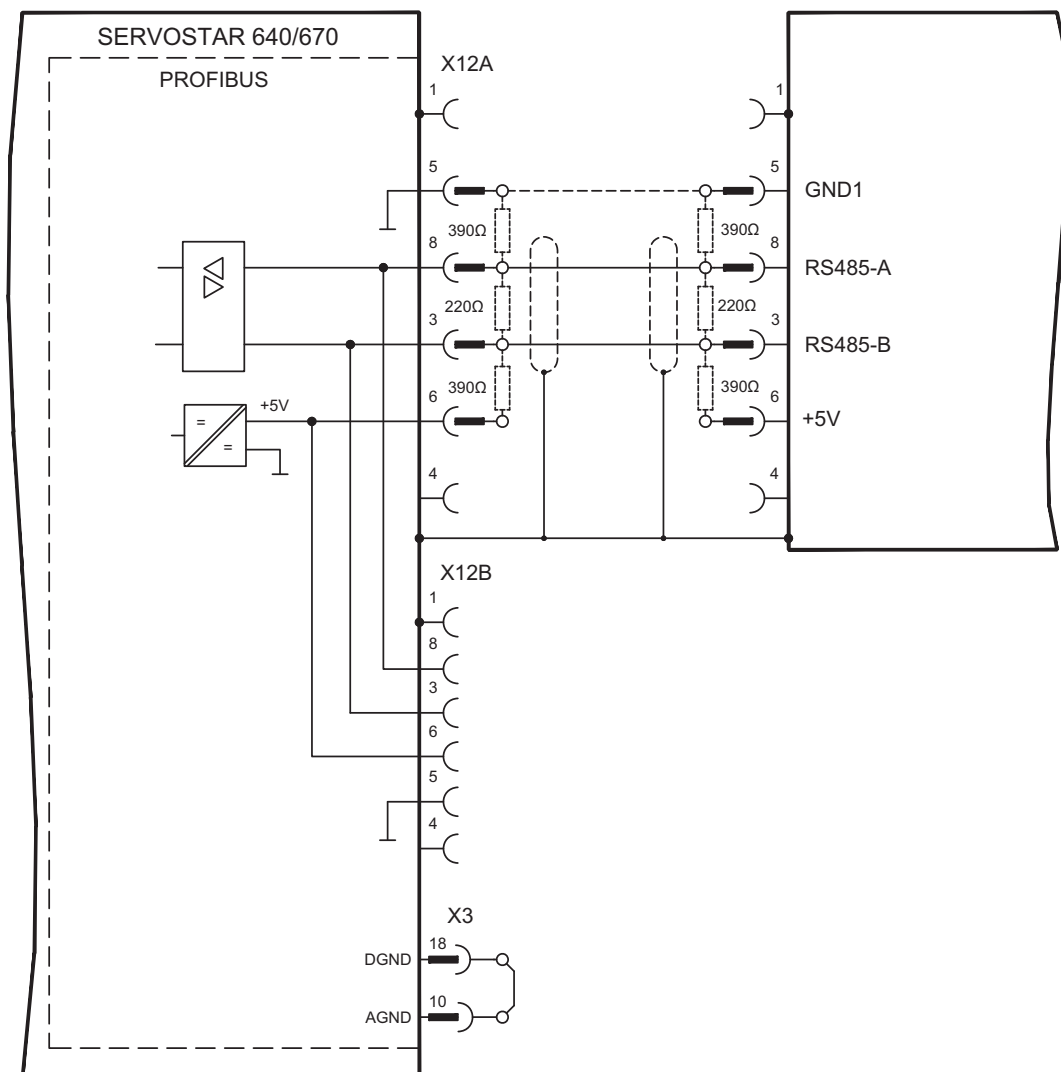 SERVOSTAR 640/670
PROFIBUS
X12A
1
1
5
5
GND1
390Ω
390Ω
8
8
RS485-A
220Ω
220Ω
3
3
RS485-B
390Ω
390Ω
6
6
+5V
+5V
=
=
4
4
X12B
1
8
3
6
5
4
X3
DGND
18
AGND
10